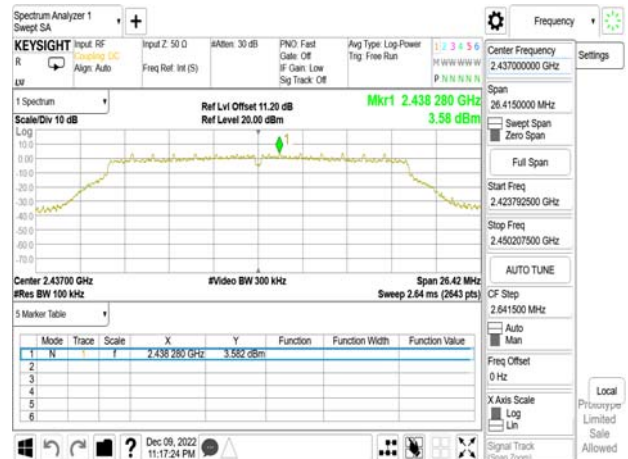 Spectrum Analyzer 1
Swept SA
+
Frequency
KEYSIGHT
R
Input: RF
Coupling: DC
Align: Auto
Input Z: 50 Ω
Freq Ref: Int (S)
#Atten: 30 dB
PNO: Fast
Gate: Off
IF Gain: Low
Sig Track: Off
Avg Type: Log-Power
Trig: Free Run
1 2 3 4 5 6
M W W W W W
P N N N N N
1 Spectrum
Scale/Div 10 dB
Ref Lvl Offset 11.20 dB
Ref Level 20.00 dBm
Mkr1 2.438 280 GHz
3.58 dBm
Log
10.0
0.00
-10.0
-20.0
-30.0
-40.0
-50.0
-60.0
-70.0
1
Center 2.43700 GHz
#Res BW 100 kHz
#Video BW 300 kHz
Span 26.42 MHz
Sweep 2.64 ms (2643 pts)
5 Marker Table
Mode Trace Scale X Y Function Function Width Function Value
1 N 1 f 2.438 280 GHz 3.582 dBm
2
3
4
5
6
Dec 09, 2022
11:17:24 PM
Center Frequency
2.437000000 GHz
Settings
Span
26.4150000 MHz
Swept Span
Zero Span
Full Span
Start Freq
2.423792500 GHz
Stop Freq
2.450207500 GHz
AUTO TUNE
CF Step
2.641500 MHz
Auto
Man
Freq Offset
0 Hz
X Axis Scale
Log
Lin
Signal Track
(Span Zoom)
Local
Prototype
Limited
Sale
Allowed